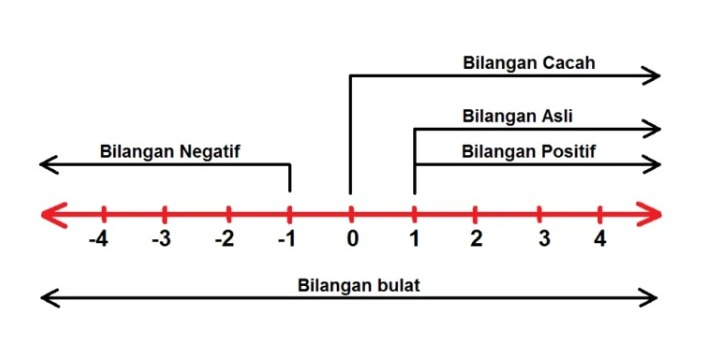 Bilangan Cacah
Bilangan Asli
Bilangan Negatif
Bilangan Positif
-4 -3 -2 -1 0 1 2 3 4
Bilangan bulat